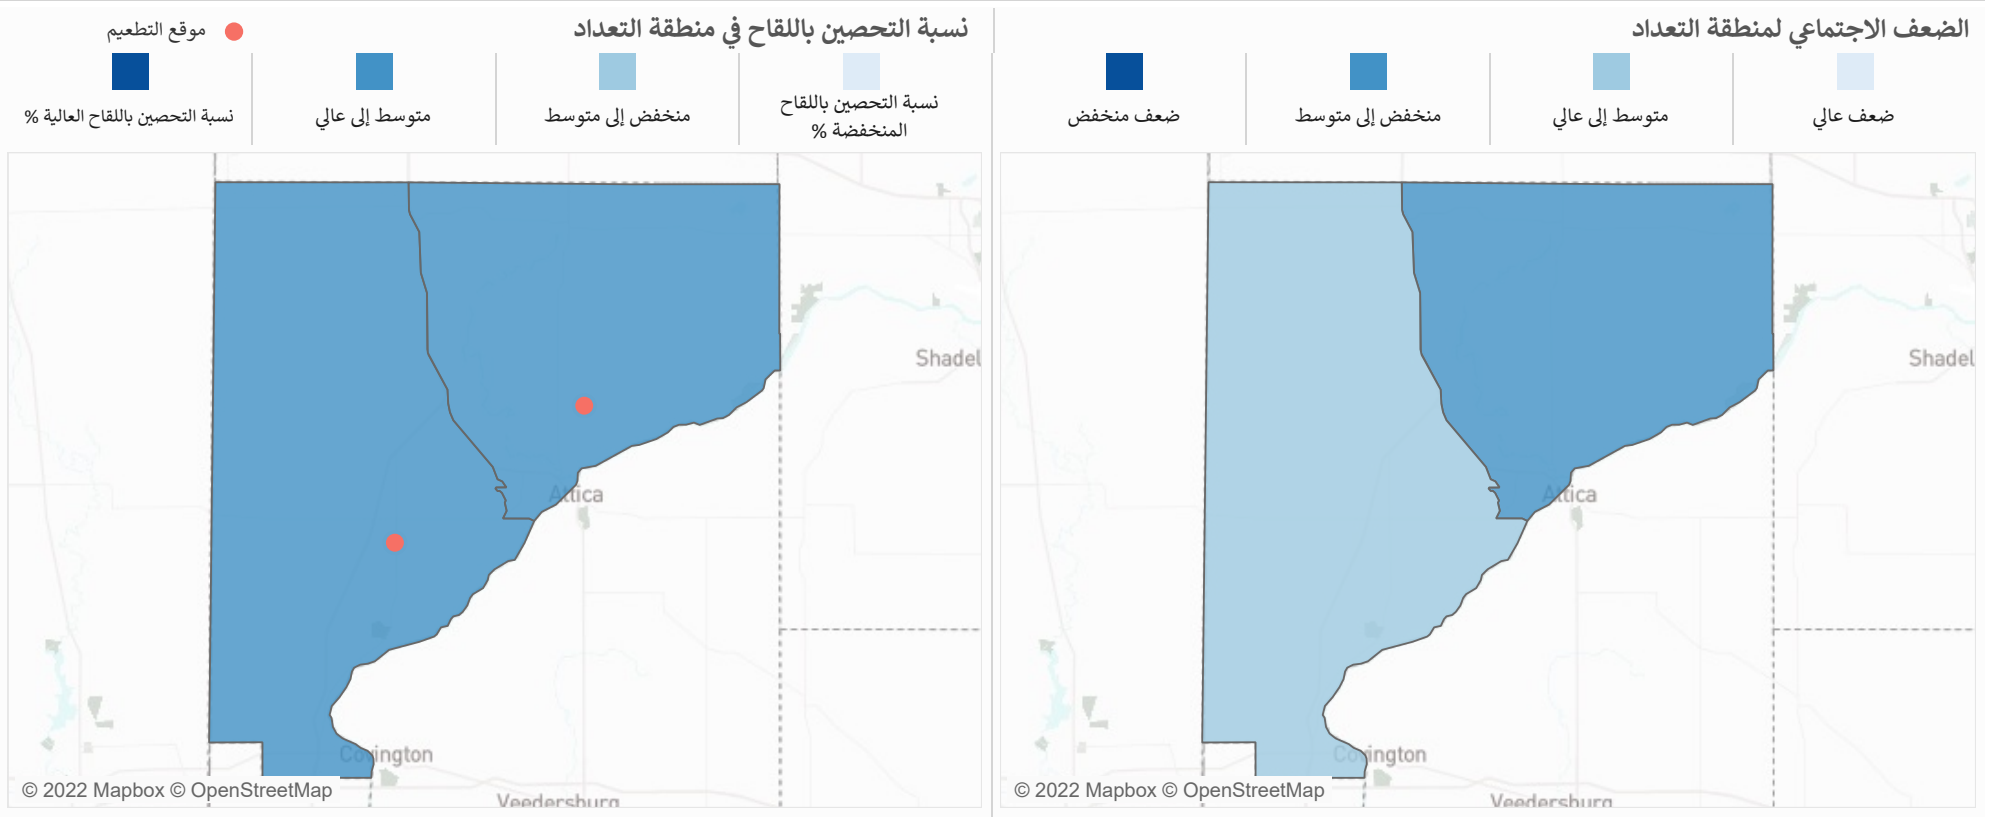 الضعف الاجتماعي لمنطقة التعداد
ضعف عالي
متوسط إلى عالي
منخفض إلى متوسط
ضعف منخفض
Shadel
Attica
Covington
Veedersburg
© 2022 Mapbox © OpenStreetMap
نسبة التحصين باللقاح في منطقة التعداد
موقع التطعيم
نسبة التحصين باللقاح
المنخفضة %
منخفض إلى متوسط
متوسط إلى عالي
نسبة التحصين باللقاح العالية %
Shadel
Attica
Covington
Veedersburg
© 2022 Mapbox © OpenStreetMap